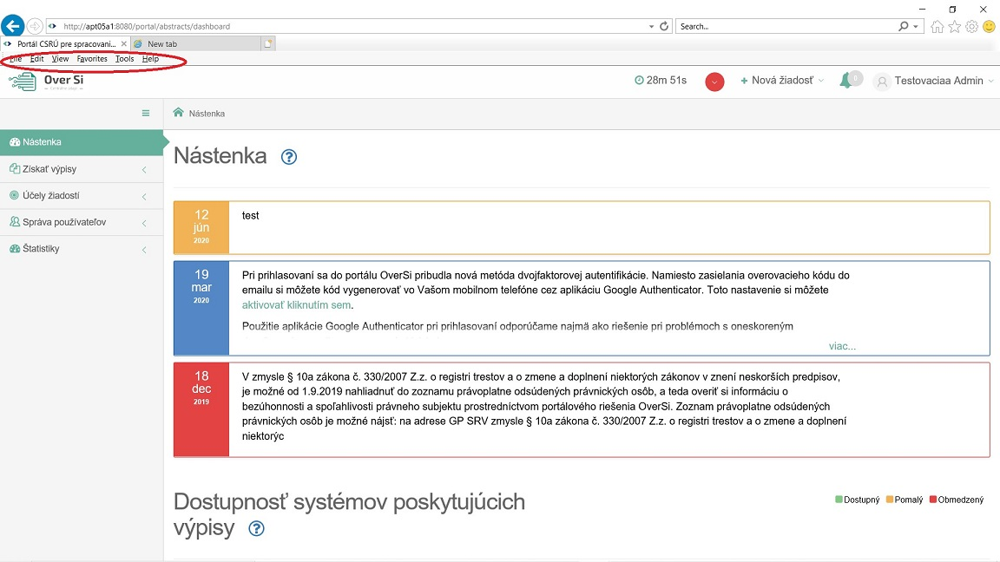 http://apt05a1:8080/portal/abstracts/dashboard
Search...
Portál CSRÚ pre spracovani...
New tab
File Edit View Favorites Tools Help
Over Si
28m 51s
Nová žiadosť
0
Testovaciaa Admin
Nástenka
Nástenka
Získať výpisy
Účely žiadostí
Správa používateľov
Štatistiky
Nástenka
12
jún
2020
test
19
mar
2020
Pri prihlasovaní sa do portálu OverSi pribudla nová metóda dvojfaktorovej autentifikácie. Namiesto zasielania overovacieho kódu do
emailu si môžete kód vygenerovať vo Vašom mobilnom telefóne cez aplikáciu Google Authenticator. Toto nastavenie si môžete
aktivovať kliknutím sem.
Použitie aplikácie Google Authenticator pri prihlasovaní odporúčame najmä ako riešenie pri problémoch s oneskoreným
viac...
18
dec
2019
V zmysle § 10a zákona č. 330/2007 Z.z. o registri trestov a o zmene a doplnení niektorých zákonov v znení neskorších predpisov,
je možné od 1.9.2019 nahliadnuť do zoznamu právoplatne odsúdených právnických osôb, a teda overiť si informáciu o
bezúhonnosti a spoľahlivosti právneho subjektu prostredníctvom portálového riešenia OverSi. Zoznam právoplatne odsúdených
právnických osôb je možné nájsť: na adrese GP SRV zmysle § 10a zákona č. 330/2007 Z.z. o registri trestov a o zmene a doplnení
niektorýc
Dostupnosť systémov poskytujúcich
výpisy
Dostupný Pomalý Obmedzený